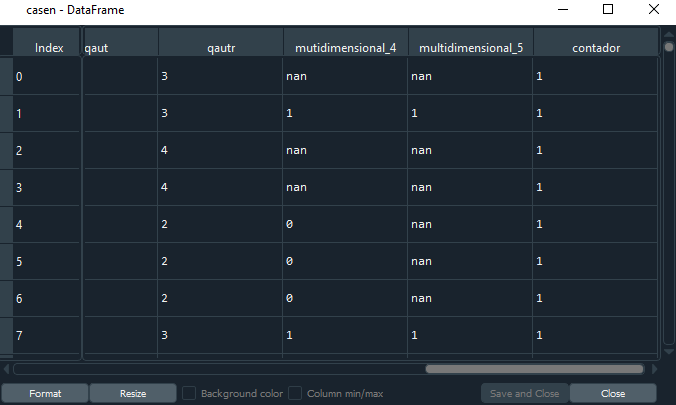 casen - DataFrame
Index qaut qautr mutidimensional_4 multidimensional_5 contador
0 3 nan nan 1
1 3 1 1 1
2 4 nan nan 1
3 4 nan nan 1
4 2 0 nan 1
5 2 0 nan 1
6 2 0 nan 1
7 3 1 1 1
Format Resize Background color Column min/max Save and Close Close